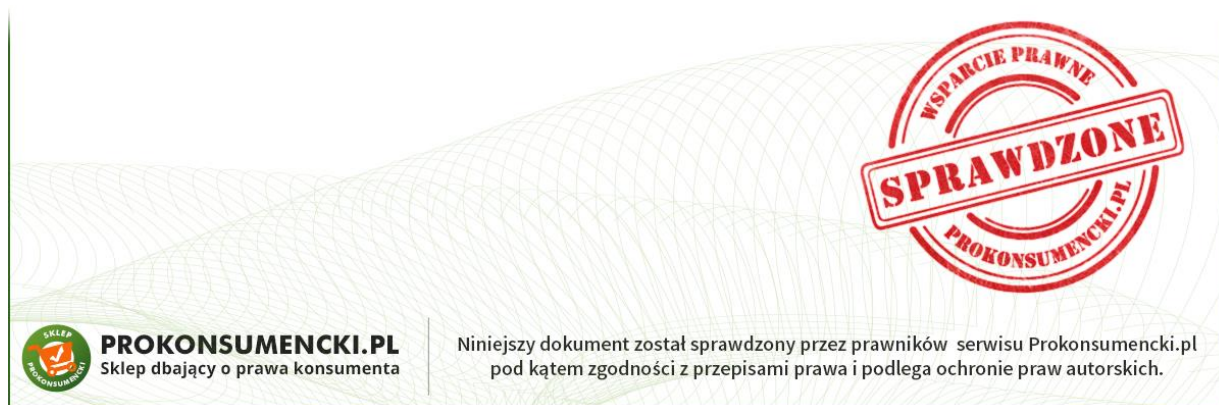 WSPARCIE PRAWNE
SPRAWDZONE
PROKONSUMENCKI.PL
SKLEP
PROKONSUMENCKI
PROKONSUMENCKI.PL
Sklep dbający o prawa konsumenta
Niniejszy dokument został sprawdzony przez prawników serwisu Prokonsumencki.pl
pod kątem zgodności z przepisami prawa i podlega ochronie praw autorskich.